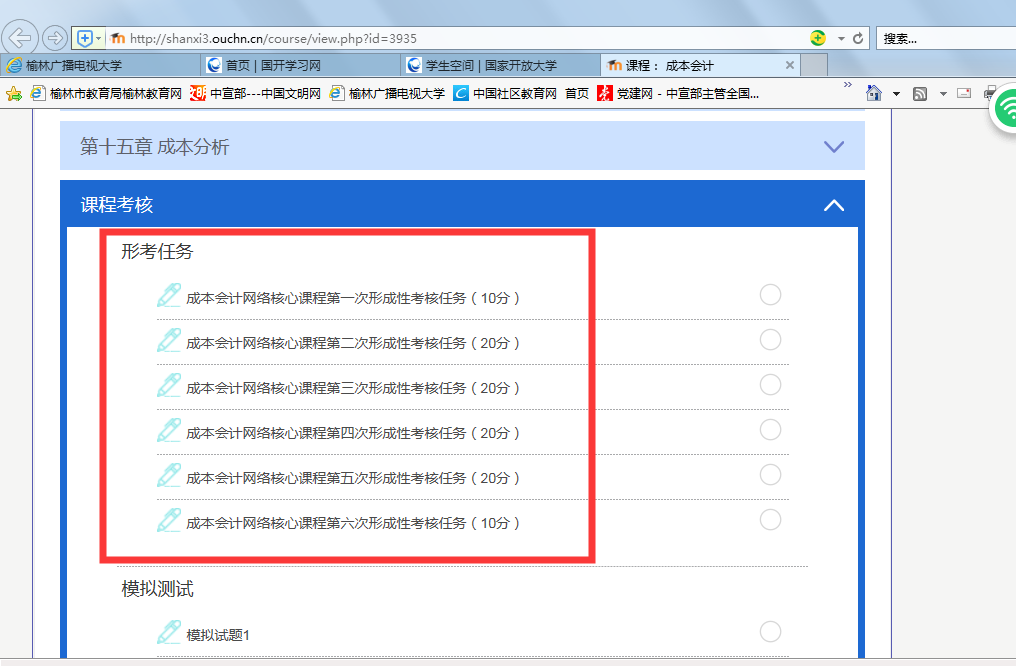 http://shanxi3.ouchn.cn/course/view.php?id=3935
搜索...
榆林广播电视大学
首页 | 国开学习网
学生空间 | 国家开放大学
课程： 成本会计
榆林市教育局榆林教育网
中宣部---中国文明网
榆林广播电视大学
中国社区教育网
首页
党建网 - 中宣部主管全国...
第十五章 成本分析
课程考核
形考任务
成本会计网络核心课程第一次形成性考核任务（10分）
成本会计网络核心课程第二次形成性考核任务（20分）
成本会计网络核心课程第三次形成性考核任务（20分）
成本会计网络核心课程第四次形成性考核任务（20分）
成本会计网络核心课程第五次形成性考核任务（20分）
成本会计网络核心课程第六次形成性考核任务（10分）
模拟测试
模拟试题1